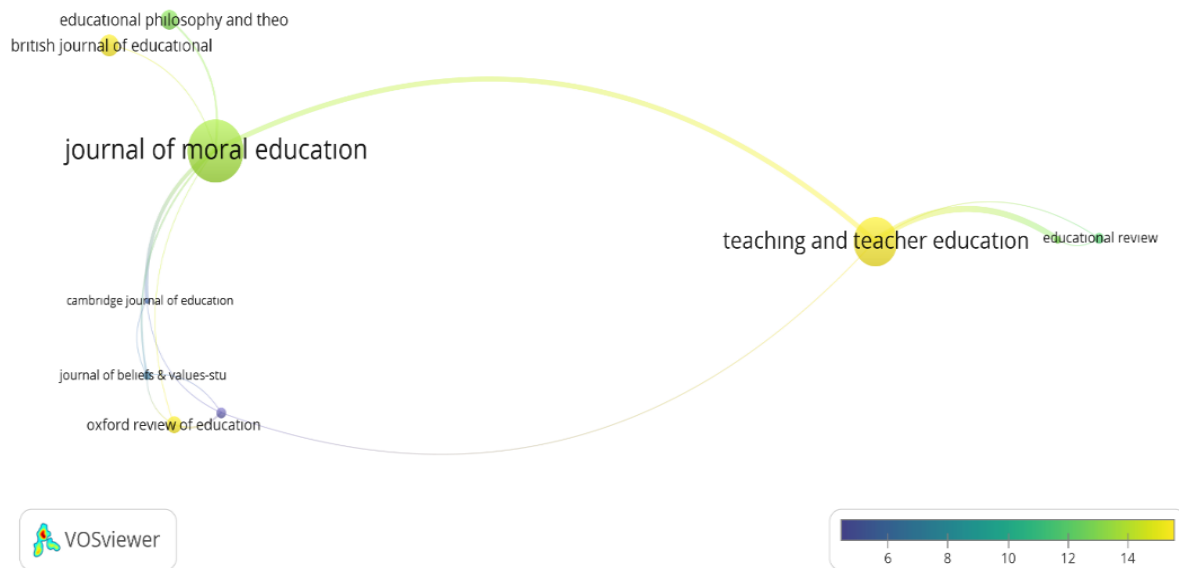 educational philosophy and theo
british journal of educational
journal of moral education
teaching and teacher education
educational review
cambridge journal of education
journal of beliefs & values-stu
oxford review of education
VOSviewer
6 8 10 12 14